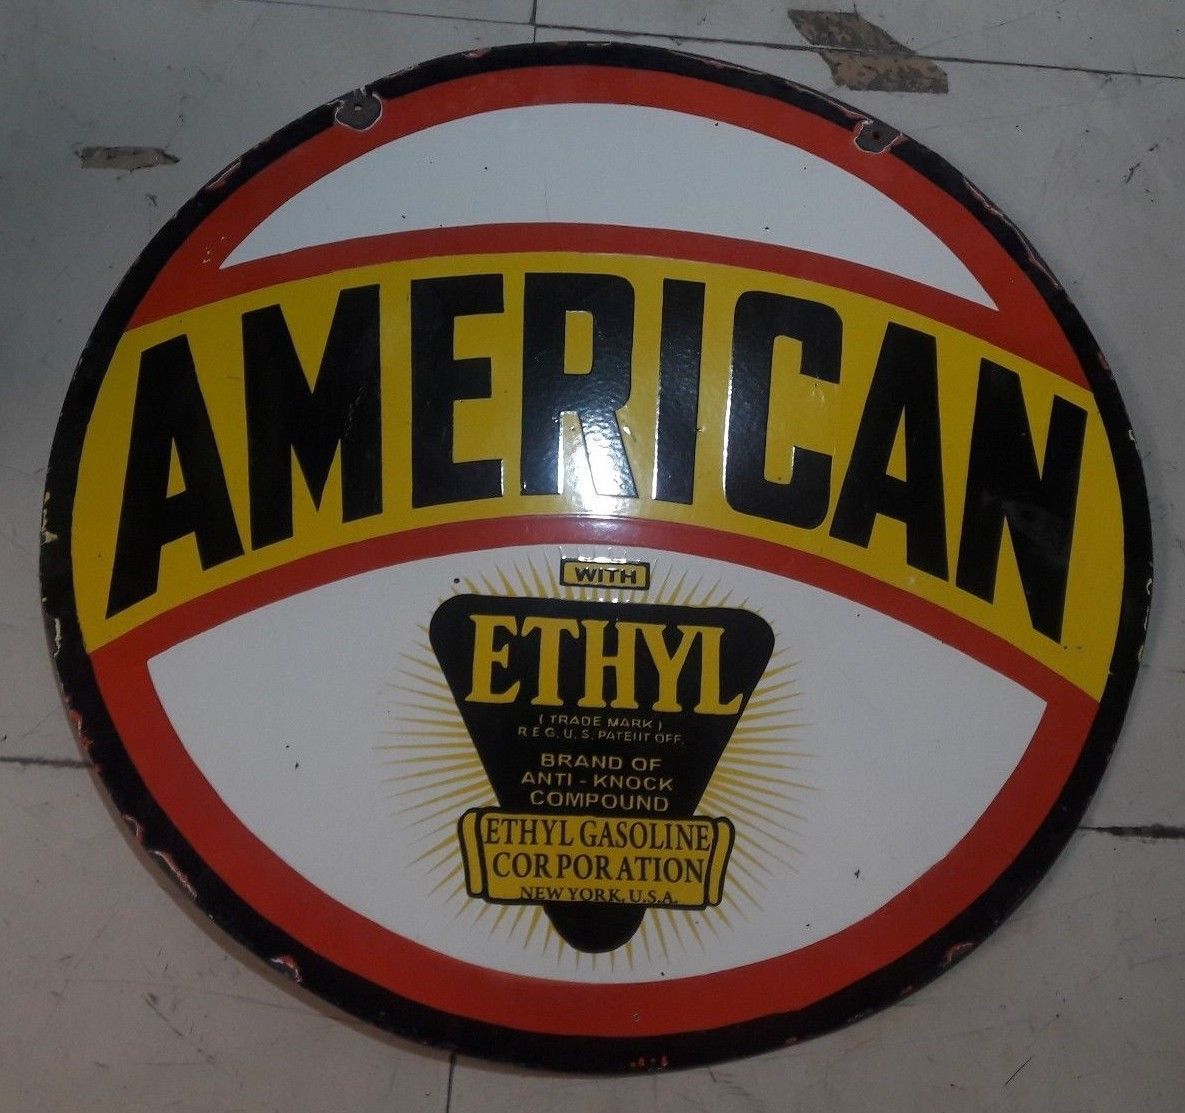 AMERICAN
WITH
ETHYL
( TRADE MARK )
REG. U.S. PATENT OFF.
BRAND OF
ANTI - KNOCK
COMPOUND
ETHYL GASOLINE
CORPORATION
NEW YORK, U.S.A.